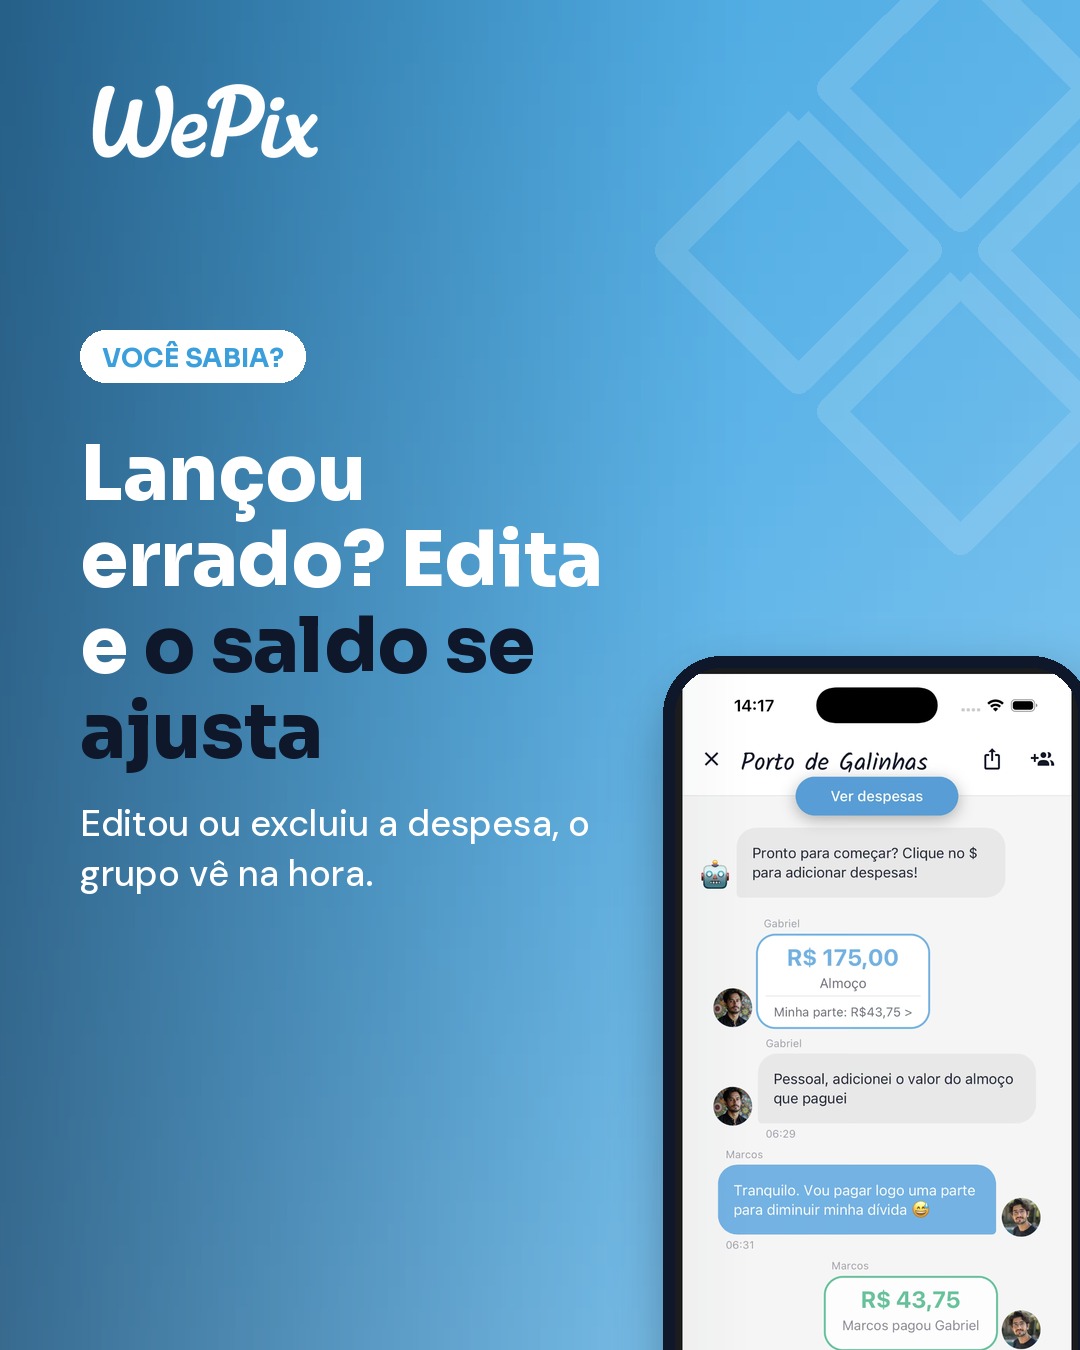 WePix
VOCÊ SABIA?
Lançou
errado? Edita
e o saldo se
ajusta
Editou ou excluiu a despesa, o
grupo vê na hora.
14:17
Porto de Galinhas
Ver despesas
Pronto para começar? Clique no $
para adicionar despesas!
Gabriel
R$ 175,00
Almoço
Minha parte: R$43,75 >
Gabriel
Pessoal, adicionei o valor do almoço
que paguei
06:29
Marcos
Tranquilo. Vou pagar logo uma parte
para diminuir minha dívida 😅
06:31
Marcos
R$ 43,75
Marcos pagou Gabriel